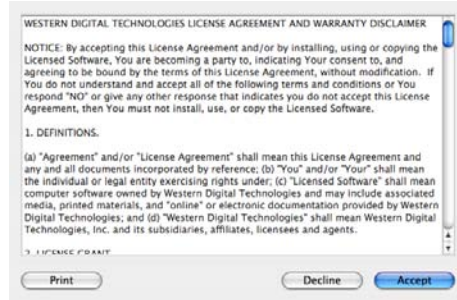 WESTERN DIGITAL TECHNOLOGIES LICENSE AGREEMENT AND WARRANTY DISCLAIMER
NOTICE: By accepting this License Agreement and/or by installing, using or copying the
Licensed Software, You are becoming a party to, indicating Your consent to, and
agreeing to be bound by the terms of this License Agreement, without modification. If
You do not understand and accept all of the following terms and conditions or You
respond "NO" or give any other response that indicates you do not accept this License
Agreement, then You must not install, use, or copy the Licensed Software.
1. DEFINITIONS.
(a) "Agreement" and/or "License Agreement" shall mean this License Agreement and
any and all documents incorporated by reference; (b) "You" and/or "Your" shall mean
the individual or legal entity exercising rights under; (c) "Licensed Software" shall mean
computer software owned by Western Digital Technologies and may include associated
media, printed materials, and "online" or electronic documentation provided by Western
Digital Technologies; and (d) "Western Digital Technologies" shall mean Western Digital
Technologies, Inc. and its subsidiaries, affiliates, licensees and agents.
2. LICENSE GRANT
Print Decline Accept